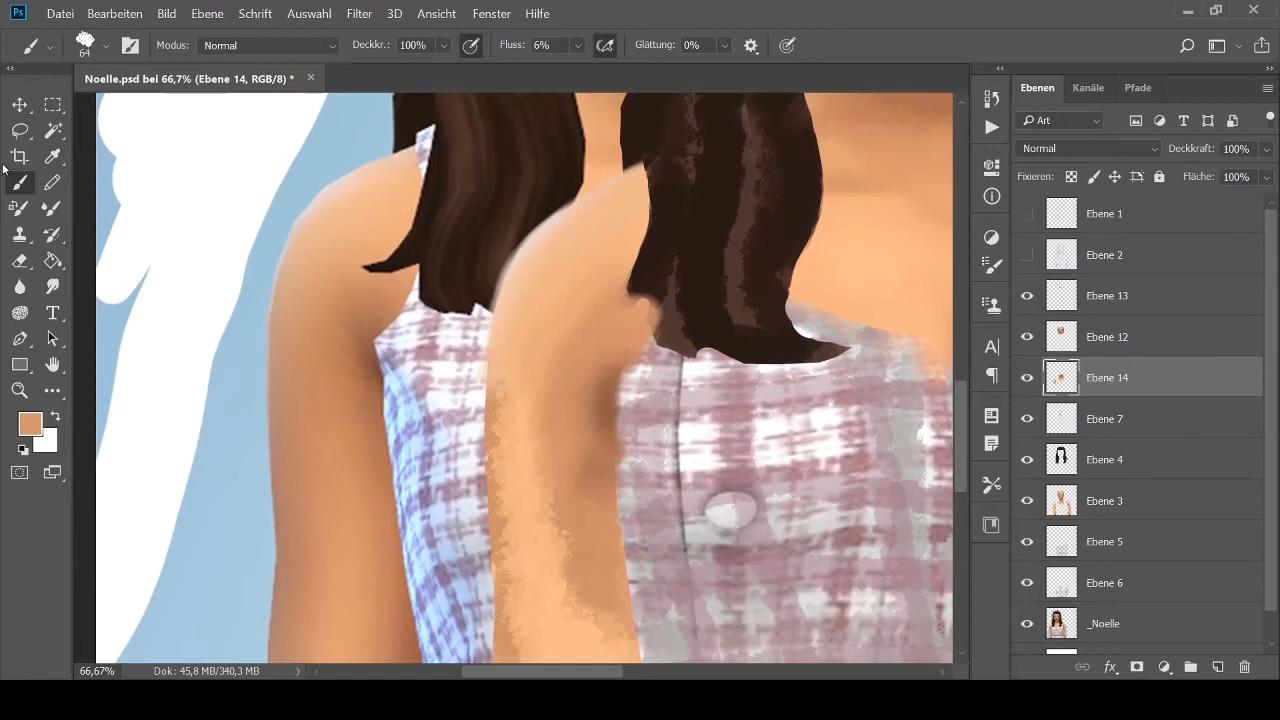 Ps Datei Bearbeiten Bild Ebene Schrift Auswahl Filter 3D Ansicht Fenster Hilfe
64 Modus: Normal Deckkr.: 100% Fluss: 6% Glättung: 0%
Noelle.psd bei 66,7% (Ebene 14, RGB/8) *
Ebenen Kanäle Pfade
Art
Normal Deckkraft: 100%
Fixieren: Fläche: 100%
Ebene 1
Ebene 2
Ebene 13
Ebene 12
Ebene 14
Ebene 7
Ebene 4
Ebene 3
Ebene 5
Ebene 6
_Noelle
66,67% Dok: 45,8 MB/340,3 MB